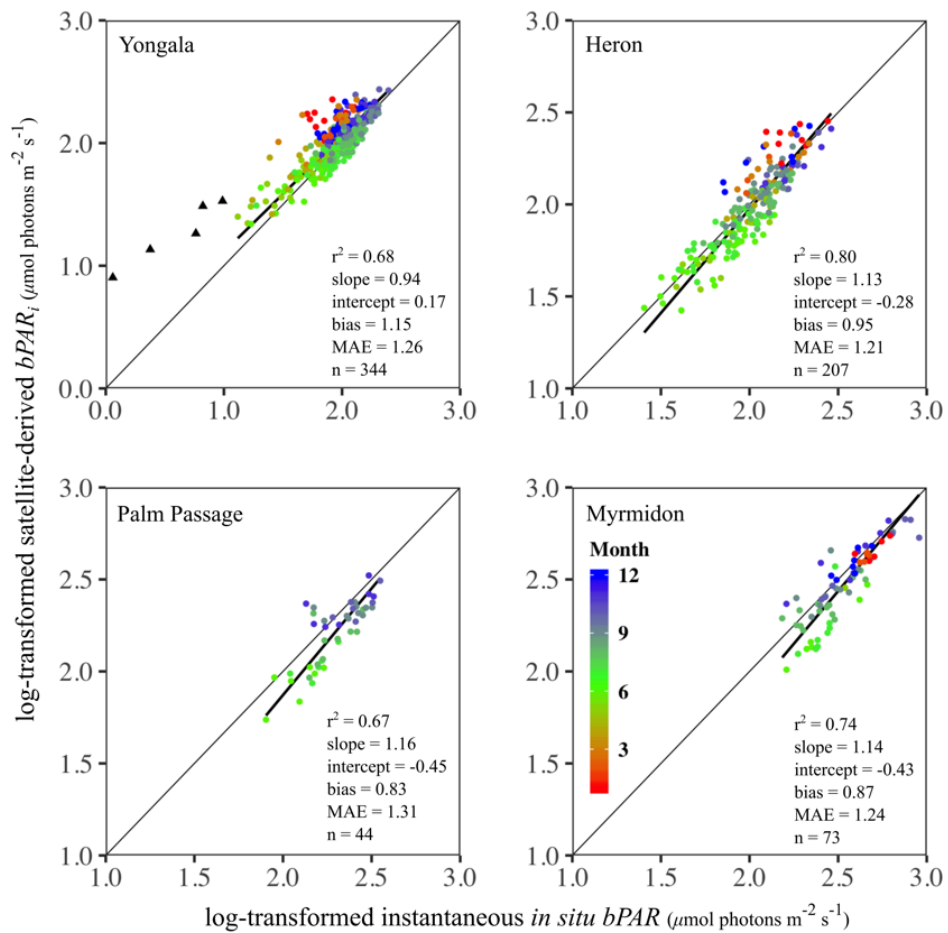 log-transformed satellite-derived bPARᵢ (μmol photons m⁻² s⁻¹)
Yongala
3.0
2.0
1.0
0.0
0.0 1.0 2.0 3.0
r² = 0.68
slope = 0.94
intercept = 0.17
bias = 1.15
MAE = 1.26
n = 344
Heron
3.0
2.5
2.0
1.5
1.0
1.0 1.5 2.0 2.5 3.0
r² = 0.80
slope = 1.13
intercept = -0.28
bias = 0.95
MAE = 1.21
n = 207
Palm Passage
3.0
2.5
2.0
1.5
1.0
1.0 1.5 2.0 2.5 3.0
r² = 0.67
slope = 1.16
intercept = -0.45
bias = 0.83
MAE = 1.31
n = 44
Myrmidon
3.0
2.5
2.0
1.5
1.0
1.0 1.5 2.0 2.5 3.0
Month
12
9
6
3
r² = 0.74
slope = 1.14
intercept = -0.43
bias = 0.87
MAE = 1.24
n = 73
log-transformed instantaneous in situ bPAR (μmol photons m⁻² s⁻¹)